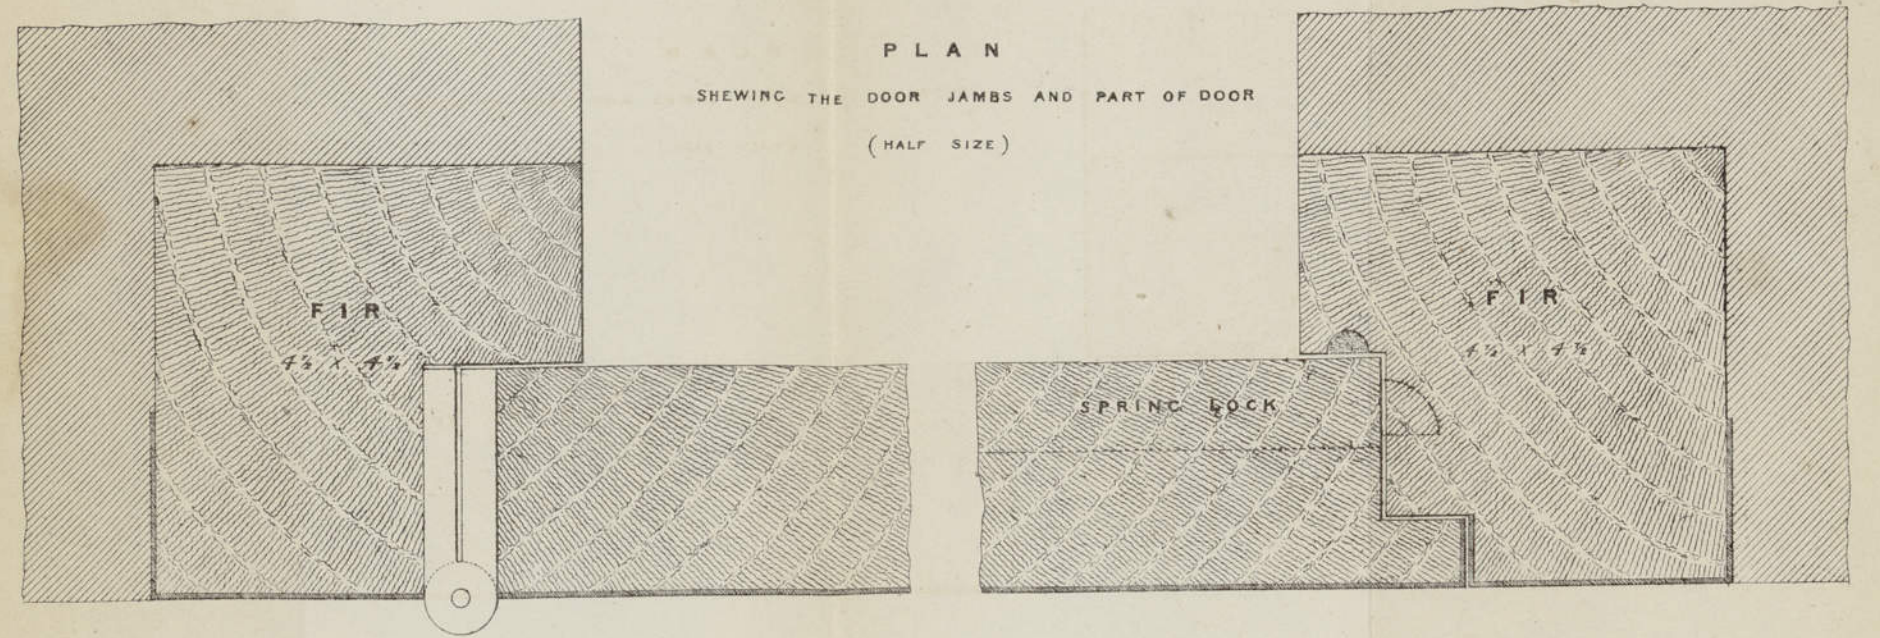 PLAN
SHEWING THE DOOR JAMBS AND PART OF DOOR
(HALF SIZE)
FIR
4½ X 4½
FIR
4½ X 4½
SPRING LOCK